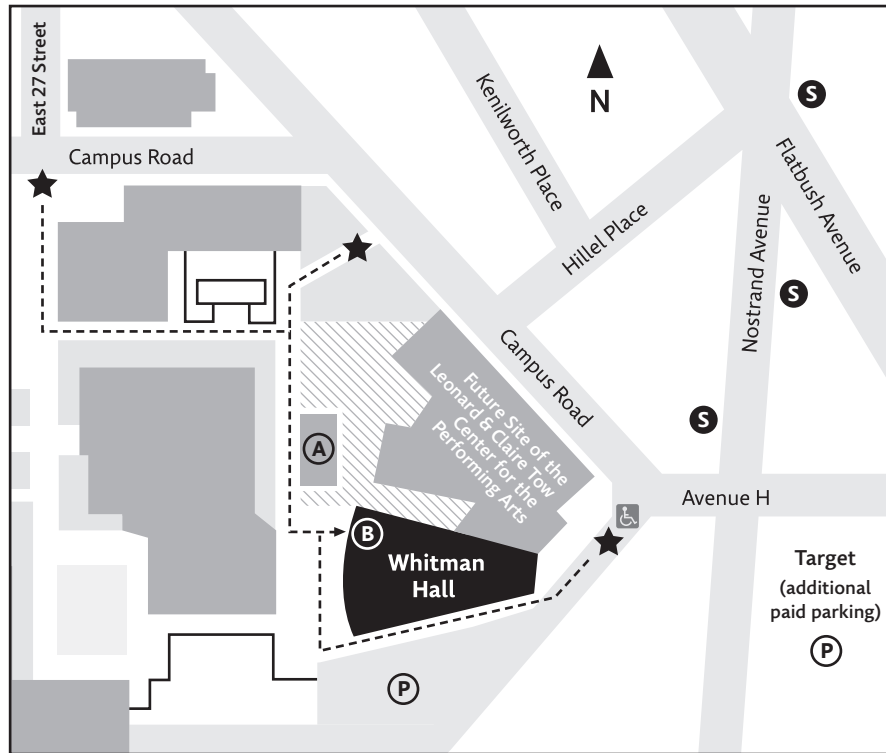 East 27 Street
Campus Road
Kenilworth Place
N
S
Flatbush Avenue
Hillel Place
Nostrand Avenue
S
Campus Road
Future Site of the
Leonard & Claire Tow
Center for the
Performing Arts
S
A
Avenue H
B
Whitman
Hall
Target
(additional
paid parking)
P
P